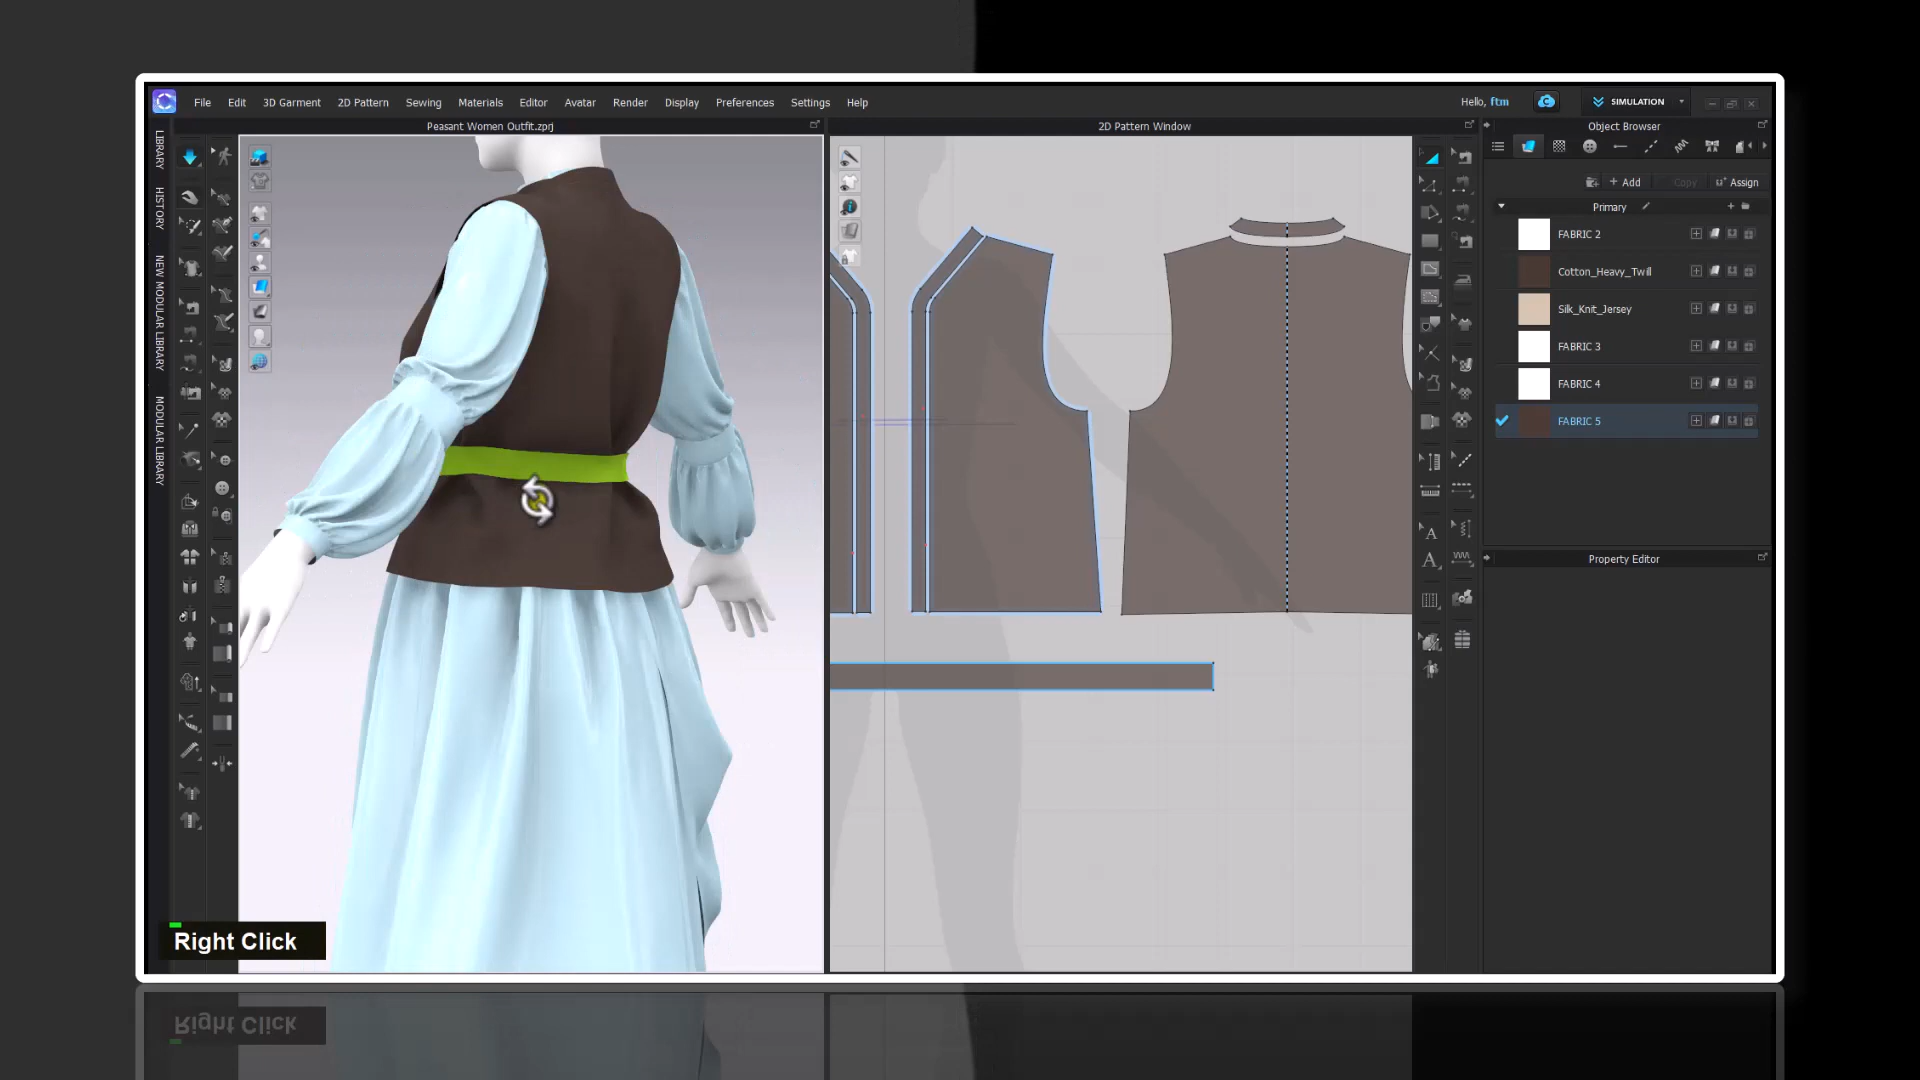 File Edit 3D Garment 2D Pattern Sewing Materials Editor Avatar Render Display Preferences Settings Help
Hello, ftm
SIMULATION
Peasant Women Outfit.zprj
2D Pattern Window
Object Browser
LIBRARY
HISTORY
NEW MODULAR LIBRARY
MODULAR LIBRARY
+ Add Copy Assign
Primary
FABRIC 2
Cotton_Heavy_Twill
Silk_Knit_Jersey
FABRIC 3
FABRIC 4
FABRIC 5
Property Editor
Right Click
Right Click